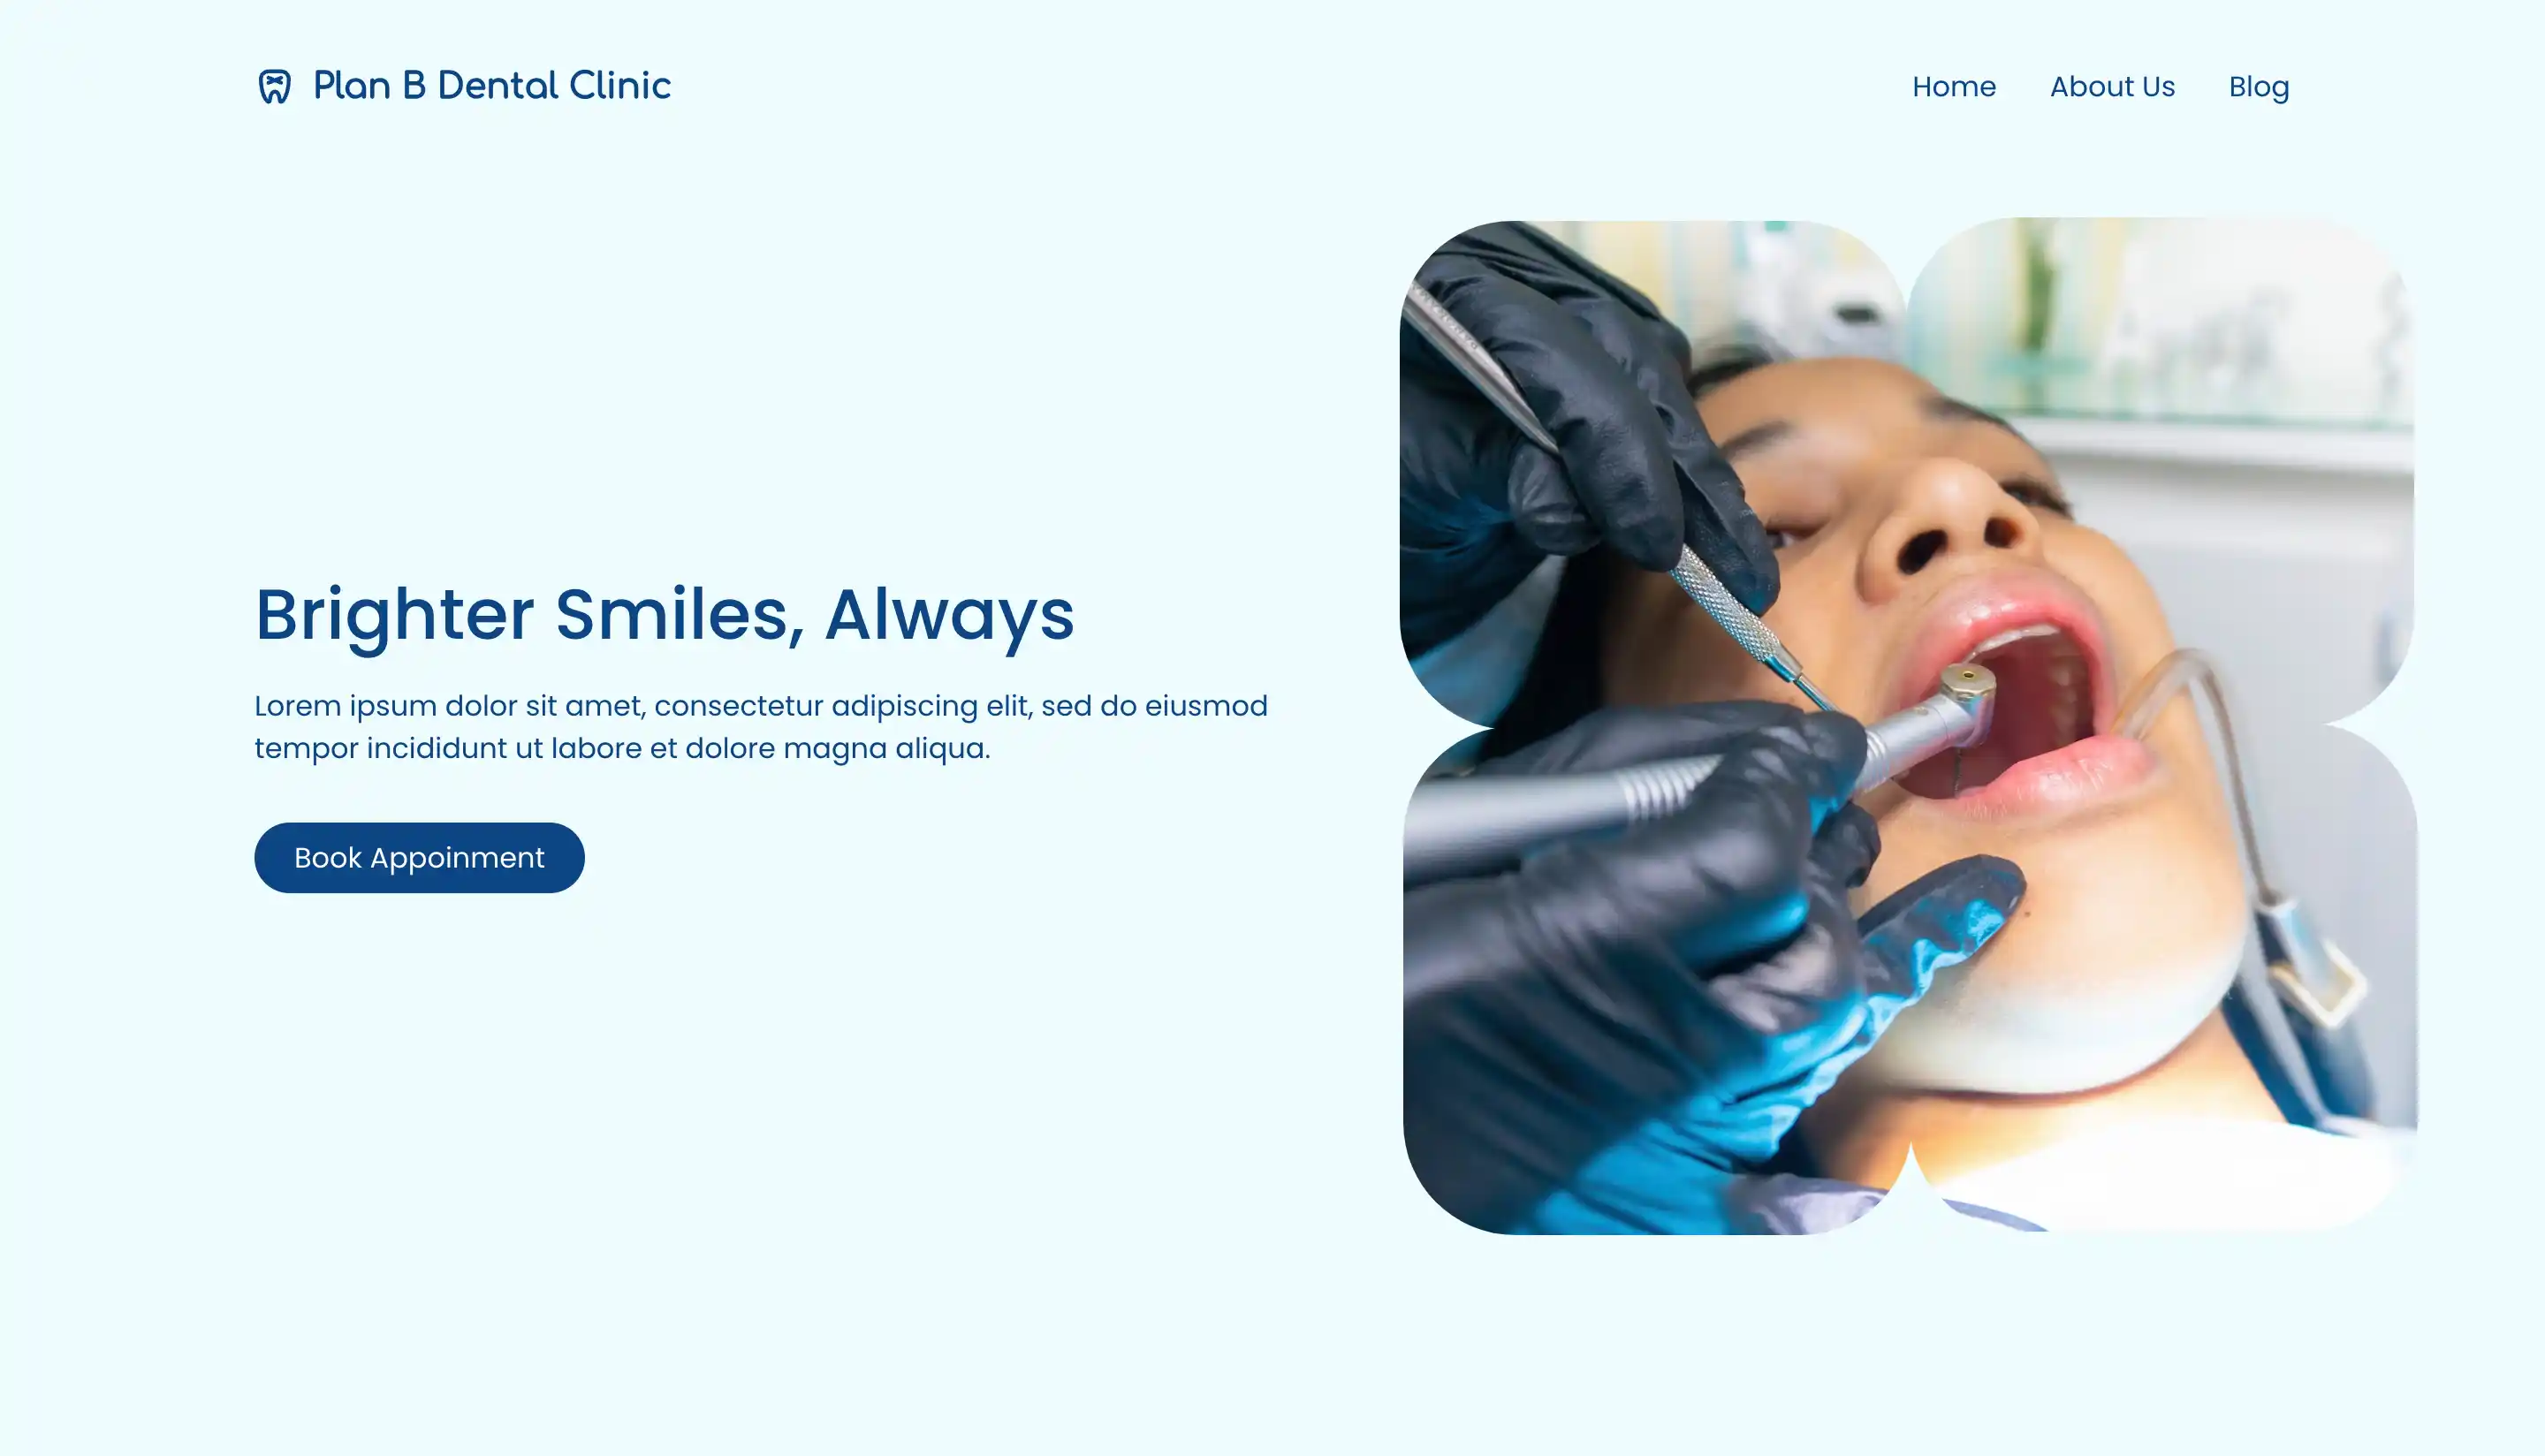 Plan B Dental Clinic
Home About Us Blog
Brighter Smiles, Always
Lorem ipsum dolor sit amet, consectetur adipiscing elit, sed do eiusmod
tempor incididunt ut labore et dolore magna aliqua.
Book Appoinment